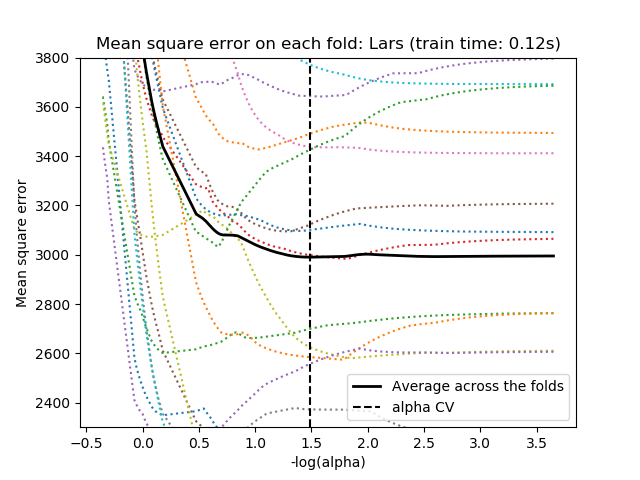 Mean square error on each fold: Lars (train time: 0.12s)
3800
3600
3400
3200
3000
2800
2600
2400
Mean square error
Average across the folds
alpha CV
−0.5 0.0 0.5 1.0 1.5 2.0 2.5 3.0 3.5
-log(alpha)